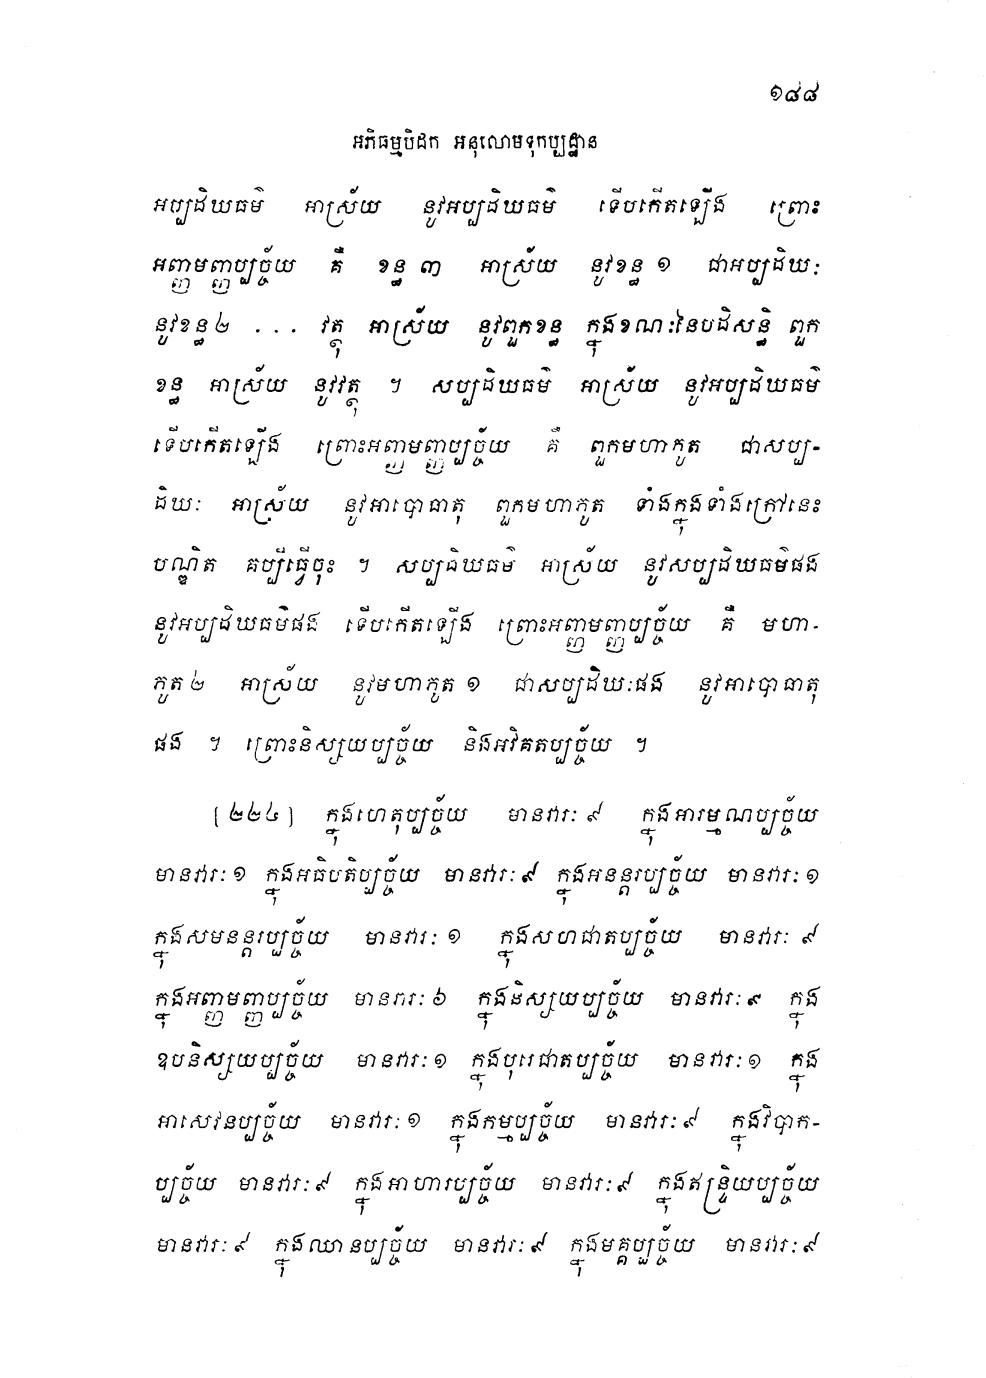 ១៨៨
អភិធម្មបិដក អនុលោមទុកប្បដ្ឋាន
អប្បដិឃធម៌ អាស្រ័យ នូវអប្បដិឃធម៌ ទើបកើតឡើង ព្រោះ
អញ្ញមញ្ញប្បច្ច័យ គឺ ខន្ធ ៣ អាស្រ័យ នូវខន្ធ ១ ជាអប្បដិឃៈ
នូវខន្ធ ២ ... វត្ថុ អាស្រ័យ នូវពួកខន្ធ ក្នុងខណៈនៃបដិសន្ធិ ពួក
ខន្ធ អាស្រ័យ នូវវត្ថុ ។ សប្បដិឃធម៌ អាស្រ័យ នូវអប្បដិឃធម៌
ទើបកើតឡើង ព្រោះអញ្ញមញ្ញប្បច្ច័យ គឺ ពួកមហាភូត ជាសប្ប-
ដិឃៈ អាស្រ័យ នូវអាបោធាតុ ពួកមហាភូត ទាំងក្នុងទាំងក្រៅនេះ
បណ្ឌិត គប្បីធ្វើចុះ ។ សប្បដិឃធម៌ អាស្រ័យ នូវសប្បដិឃធម៌ផង
នូវអប្បដិឃធម៌ផង ទើបកើតឡើង ព្រោះអញ្ញមញ្ញប្បច្ច័យ គឺ មហា-
ភូត ២ អាស្រ័យ នូវមហាភូត ១ ជាសប្បដិឃៈផង នូវអាបោធាតុ
ផង ។ ព្រោះនិស្សយប្បច្ច័យ និងអវិគតប្បច្ច័យ ។
[២២៤] ក្នុងហេតុប្បច្ច័យ មានវារៈ ៩ ក្នុងអារម្មណប្បច្ច័យ
មានវារៈ ១ ក្នុងអធិបតិប្បច្ច័យ មានវារៈ ៩ ក្នុងអនន្តរប្បច្ច័យ មានវារៈ ១
ក្នុងសមនន្តរប្បច្ច័យ មានវារៈ ១ ក្នុងសហជាតប្បច្ច័យ មានវារៈ ៩
ក្នុងអញ្ញមញ្ញប្បច្ច័យ មានវារៈ ៦ ក្នុងនិស្សយប្បច្ច័យ មានវារៈ ៩ ក្នុង
ឧបនិស្សយប្បច្ច័យ មានវារៈ ១ ក្នុងបុរេជាតប្បច្ច័យ មានវារៈ ១ ក្នុង
អាសេវនប្បច្ច័យ មានវារៈ ១ ក្នុងកម្មប្បច្ច័យ មានវារៈ ៩ ក្នុងវិបាក-
ប្បច្ច័យ មានវារៈ ៩ ក្នុងអាហារប្បច្ច័យ មានវារៈ ៩ ក្នុងឥន្ទ្រិយប្បច្ច័យ
មានវារៈ ៩ ក្នុងឈានប្បច្ច័យ មានវារៈ ៩ ក្នុងមគ្គប្បច្ច័យ មានវារៈ ៩